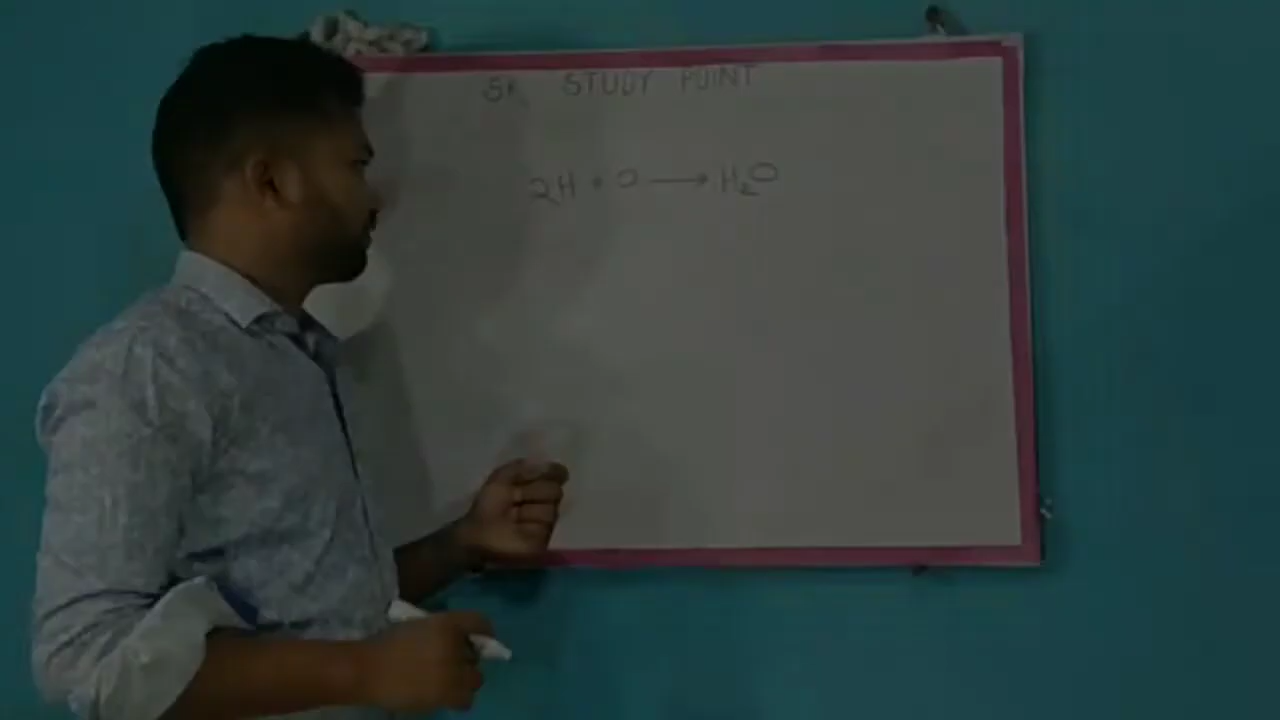 SK STUDY POINT
2H + O ⟶ H₂O